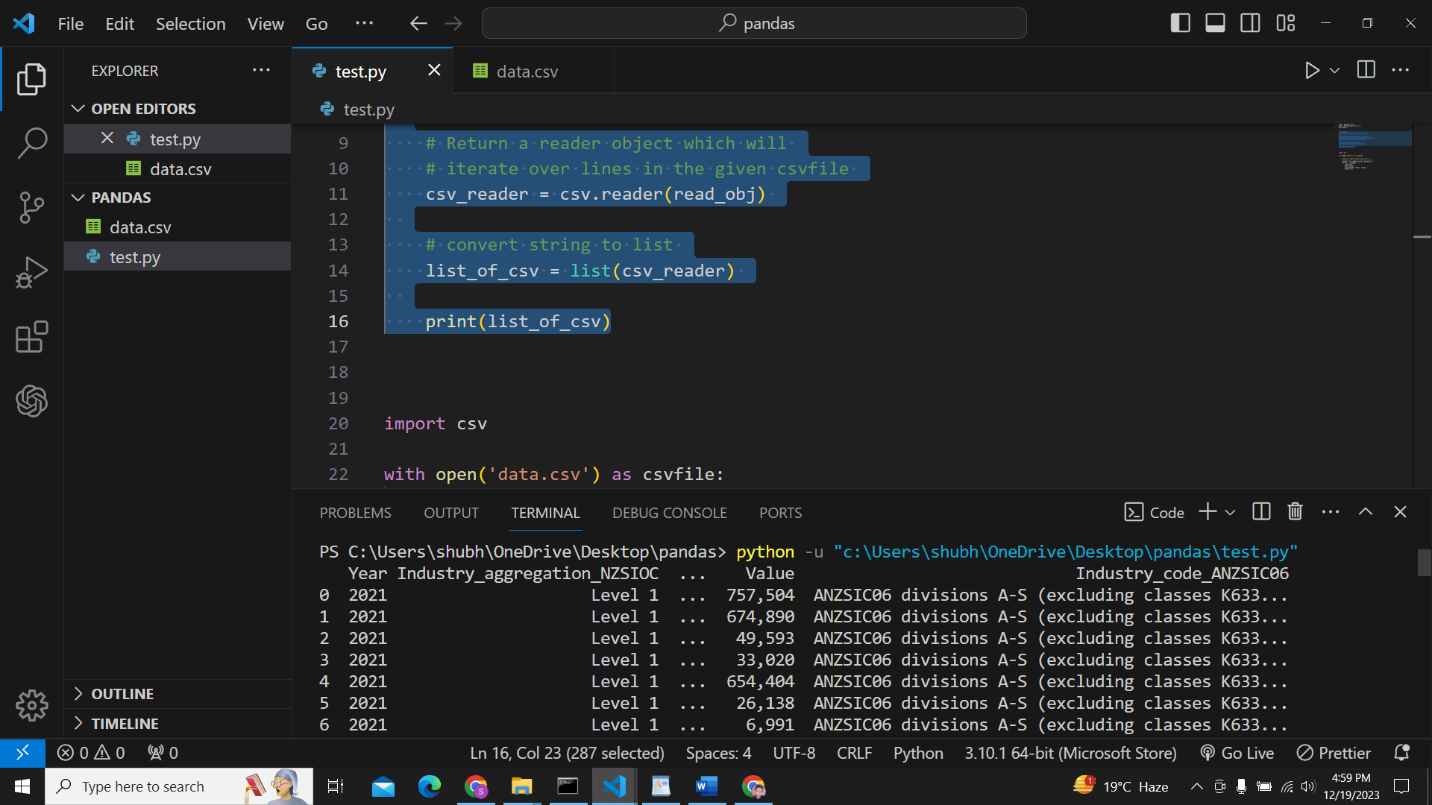 File Edit Selection View Go ··· pandas
EXPLORER ···
OPEN EDITORS
test.py
data.csv
PANDAS
data.csv
test.py
OUTLINE
TIMELINE
test.py data.csv
test.py
9 # Return a reader object which will
10 # iterate over lines in the given csvfile
11 csv_reader = csv.reader(read_obj)
12
13 # convert string to list
14 list_of_csv = list(csv_reader)
15
16 print(list_of_csv)
17
18
19
20 import csv
21
22 with open('data.csv') as csvfile:
PROBLEMS OUTPUT TERMINAL DEBUG CONSOLE PORTS Code
PS C:\Users\shubh\OneDrive\Desktop\pandas> python -u "c:\Users\shubh\OneDrive\Desktop\pandas\test.py"
Year Industry_aggregation_NZSIOC ... Value Industry_code_ANZSIC06
0 2021 Level 1 ... 757,504 ANZSIC06 divisions A-S (excluding classes K633...
1 2021 Level 1 ... 674,890 ANZSIC06 divisions A-S (excluding classes K633...
2 2021 Level 1 ... 49,593 ANZSIC06 divisions A-S (excluding classes K633...
3 2021 Level 1 ... 33,020 ANZSIC06 divisions A-S (excluding classes K633...
4 2021 Level 1 ... 654,404 ANZSIC06 divisions A-S (excluding classes K633...
5 2021 Level 1 ... 26,138 ANZSIC06 divisions A-S (excluding classes K633...
6 2021 Level 1 ... 6,991 ANZSIC06 divisions A-S (excluding classes K633...
0 0 0 Ln 16, Col 23 (287 selected) Spaces: 4 UTF-8 CRLF Python 3.10.1 64-bit (Microsoft Store) Go Live Prettier
Type here to search 1 19°C Haze 4:59 PM
12/19/2023